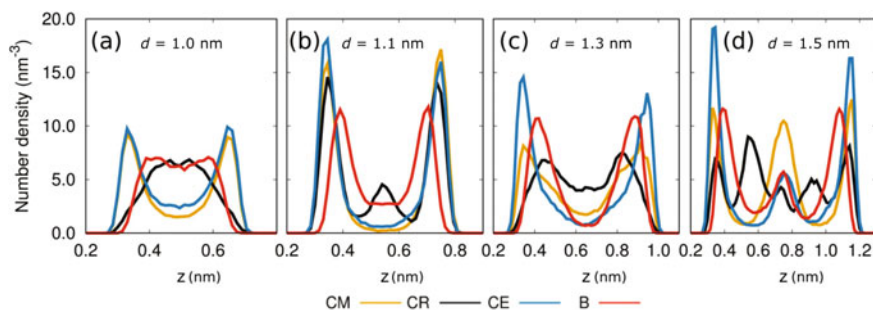 20.0
15.0
10.0
5.0
0.0
Number density (nm⁻³)
(a) d = 1.0 nm
(b) d = 1.1 nm
(c) d = 1.3 nm
(d) d = 1.5 nm
0.2 0.4 0.6
0.2 0.4 0.6 0.8
0.2 0.4 0.6 0.8 1.0
0.2 0.4 0.6 0.8 1.0 1.2
z (nm) z (nm) z (nm) z (nm)
CM CR CE B